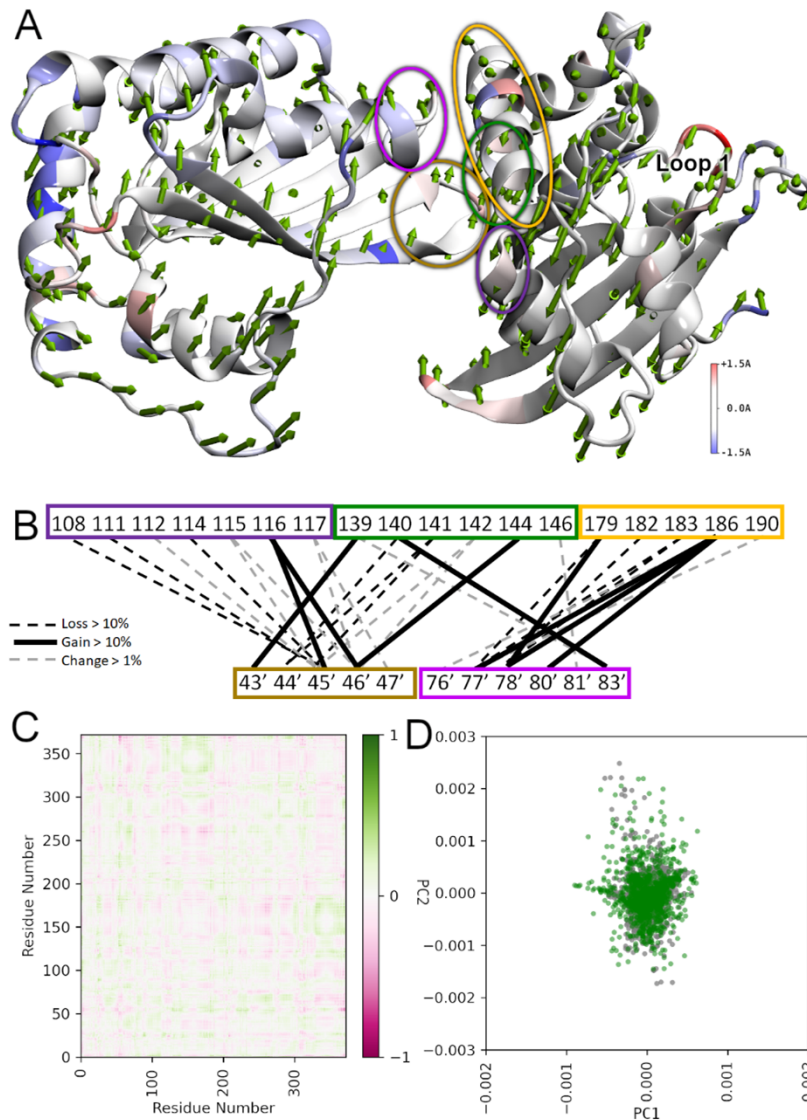 A
Loop 1
+1.5A
0.0A
-1.5A
B
108 111 112 114 115 116 117 139 140 141 142 144 146 179 182 183 186 190
Loss > 10%
Gain > 10%
Change > 1%
43’ 44’ 45’ 46’ 47’ 76’ 77’ 78’ 80’ 81’ 83’
C
350
300
250
200
150
100
50
0
Residue Number
0
100
200
300
Residue Number
1
0
−1
D
0.003
0.002
0.001
0.000
−0.001
−0.002
−0.003
PC2
−0.002
−0.001
0.000
0.001
0.002
PC1